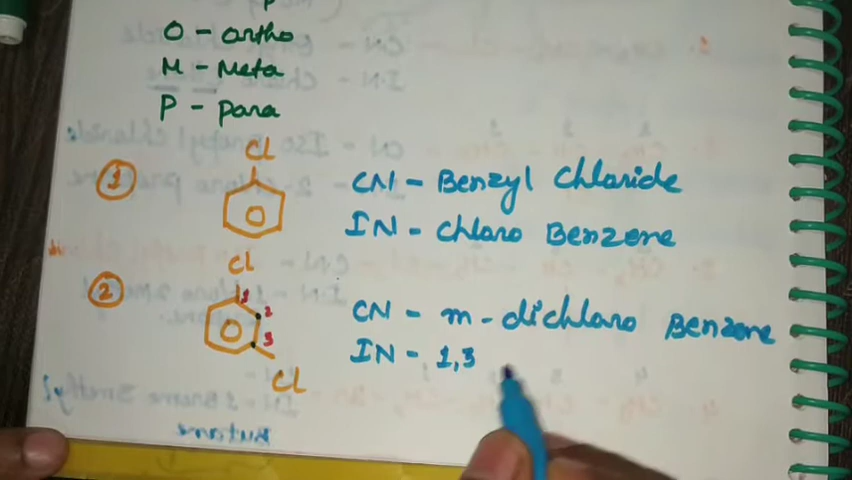 O - ortho
M - Meta
P - para
1
Cl
CN - Benzyl Chloride
IN - Chloro Benzene
2
Cl
1
2
3
Cl
CN - m-dichloro Benzene
IN - 1,3